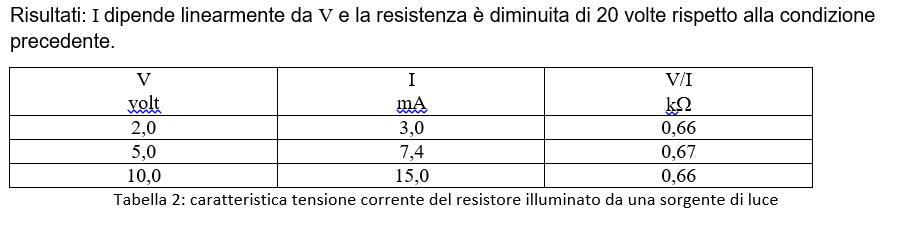 Risultati: I dipende linearmente da V e la resistenza è diminuita di 20 volte rispetto alla condizione
precedente.
V I V/I
volt mA kΩ
2,0 3,0 0,66
5,0 7,4 0,67
10,0 15,0 0,66
Tabella 2: caratteristica tensione corrente del resistore illuminato da una sorgente di luce